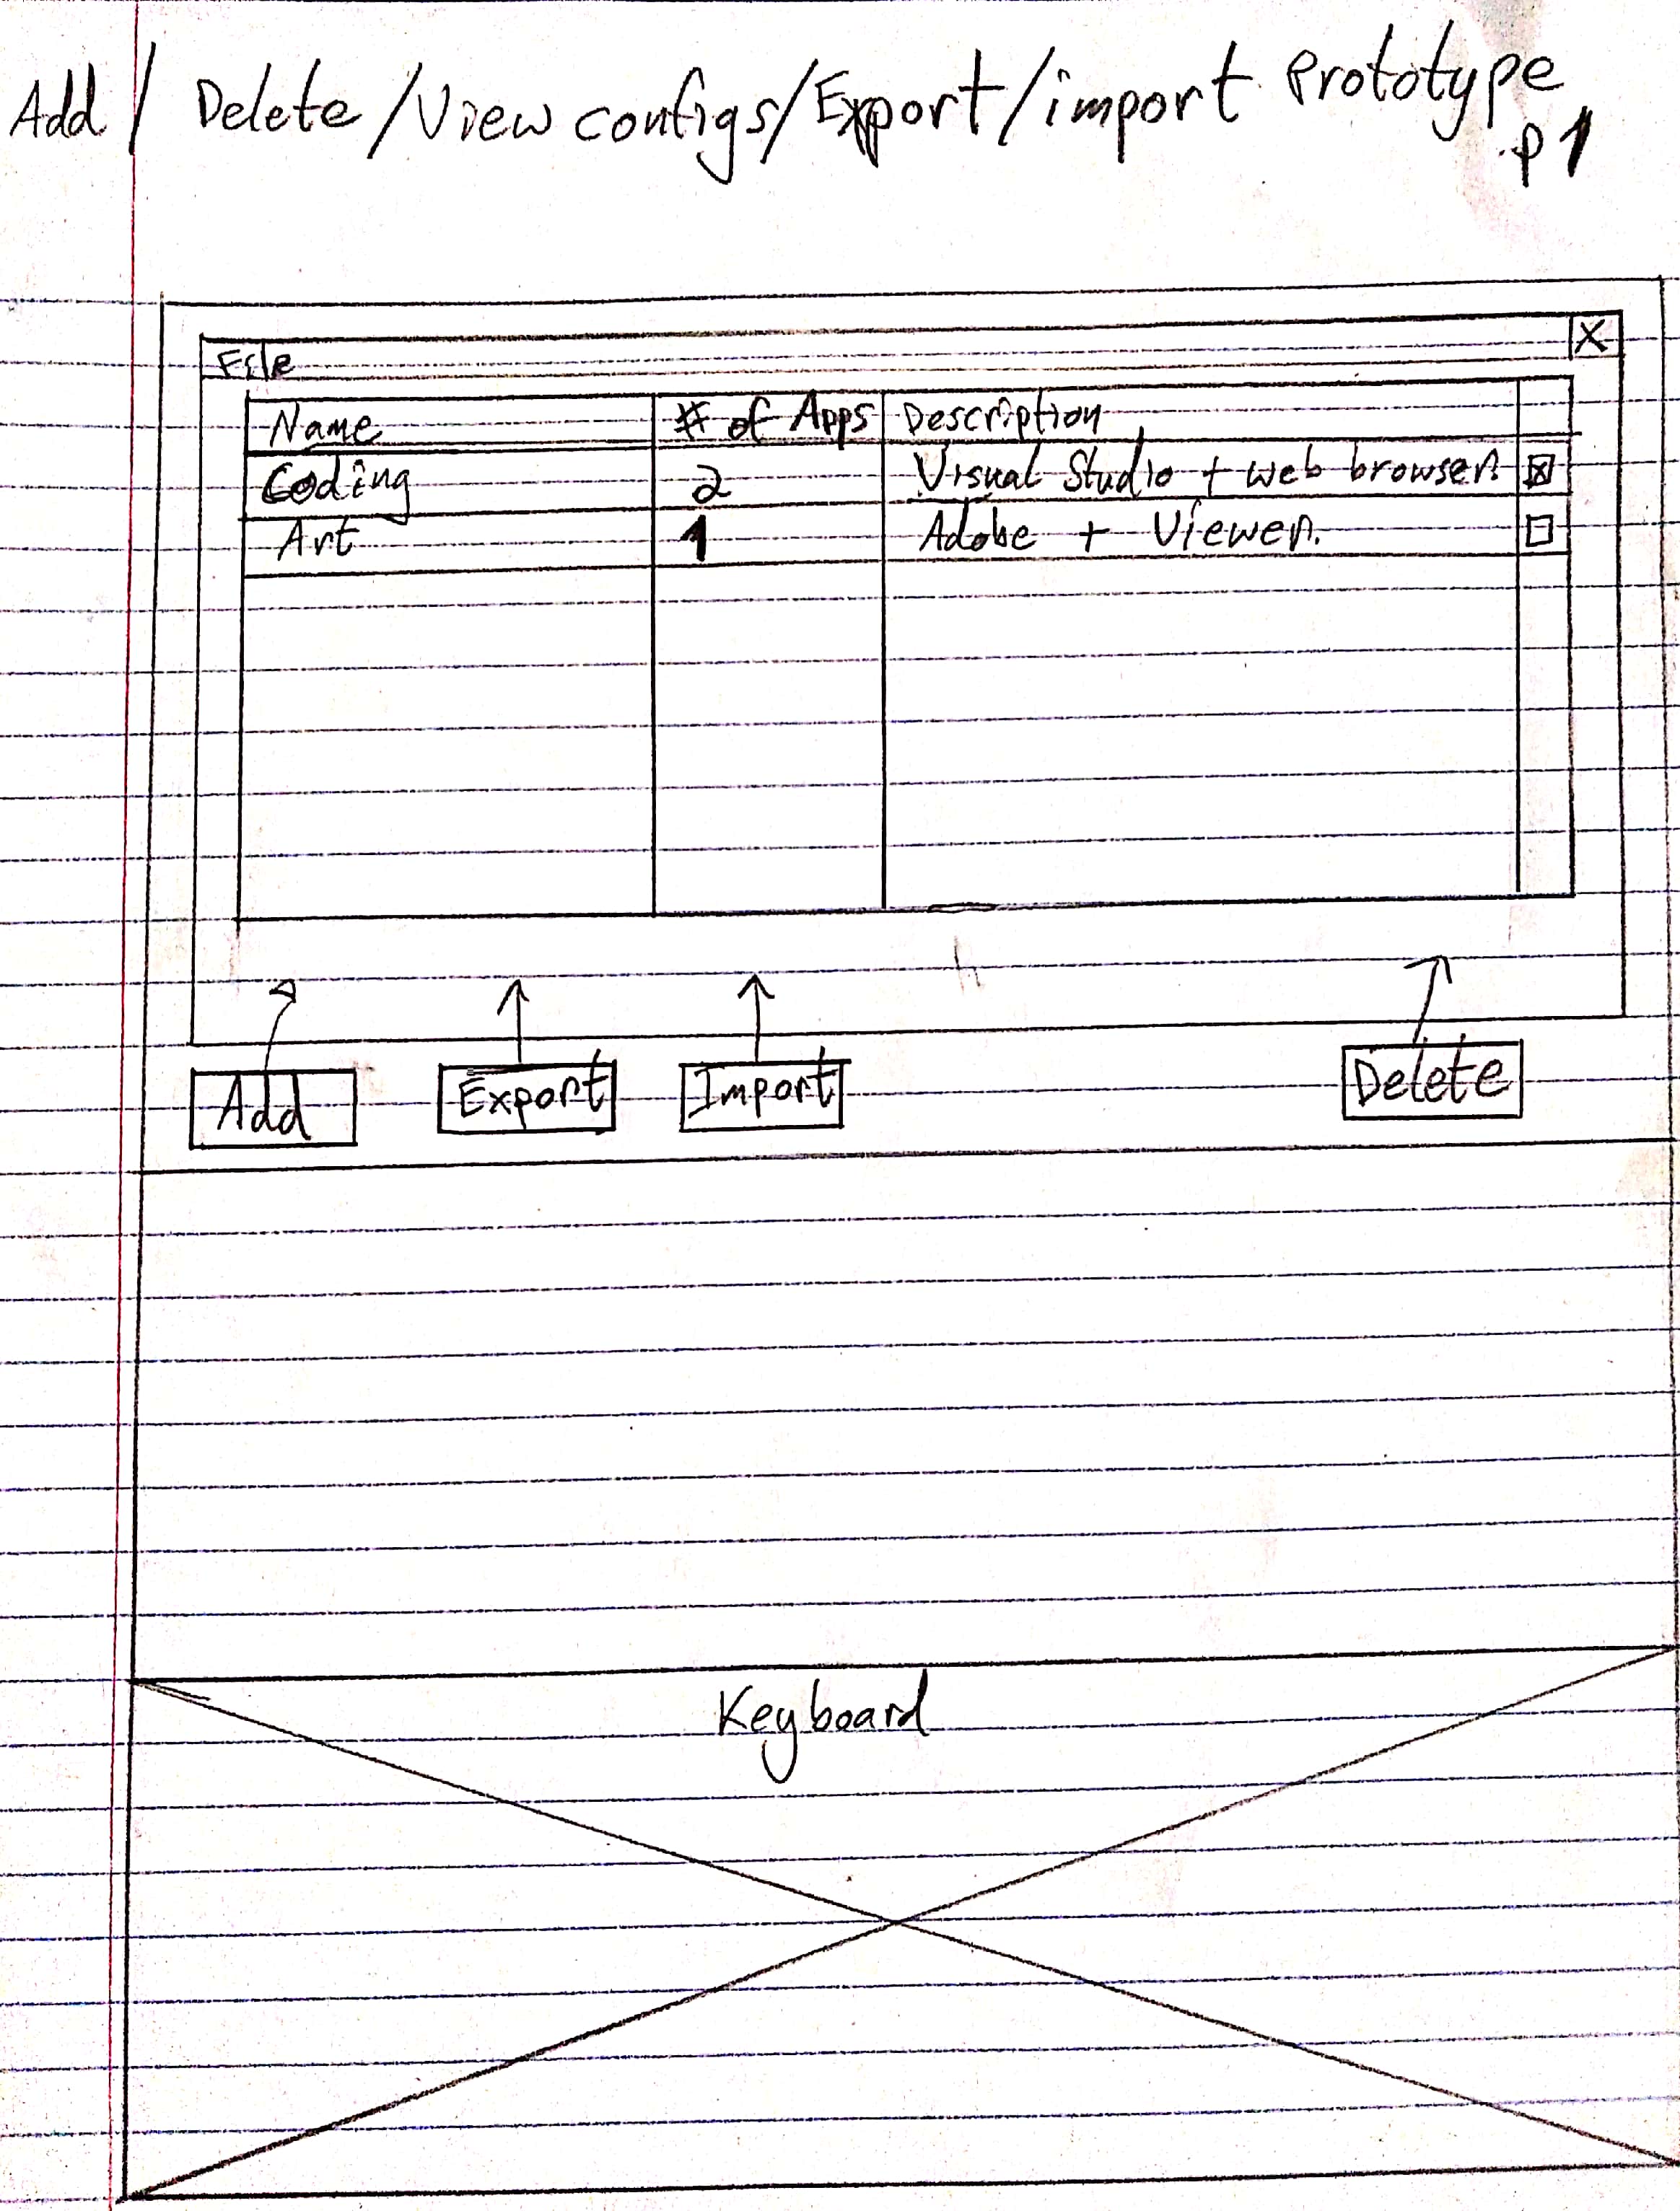 Add / Delete / View configs / Export / import Prototype
p1
X
File
Name # of Apps Description
Coding 2 Visual Studio + web browser.
Art 1 Adobe + Viewer.
Add Export Import Delete
Keyboard